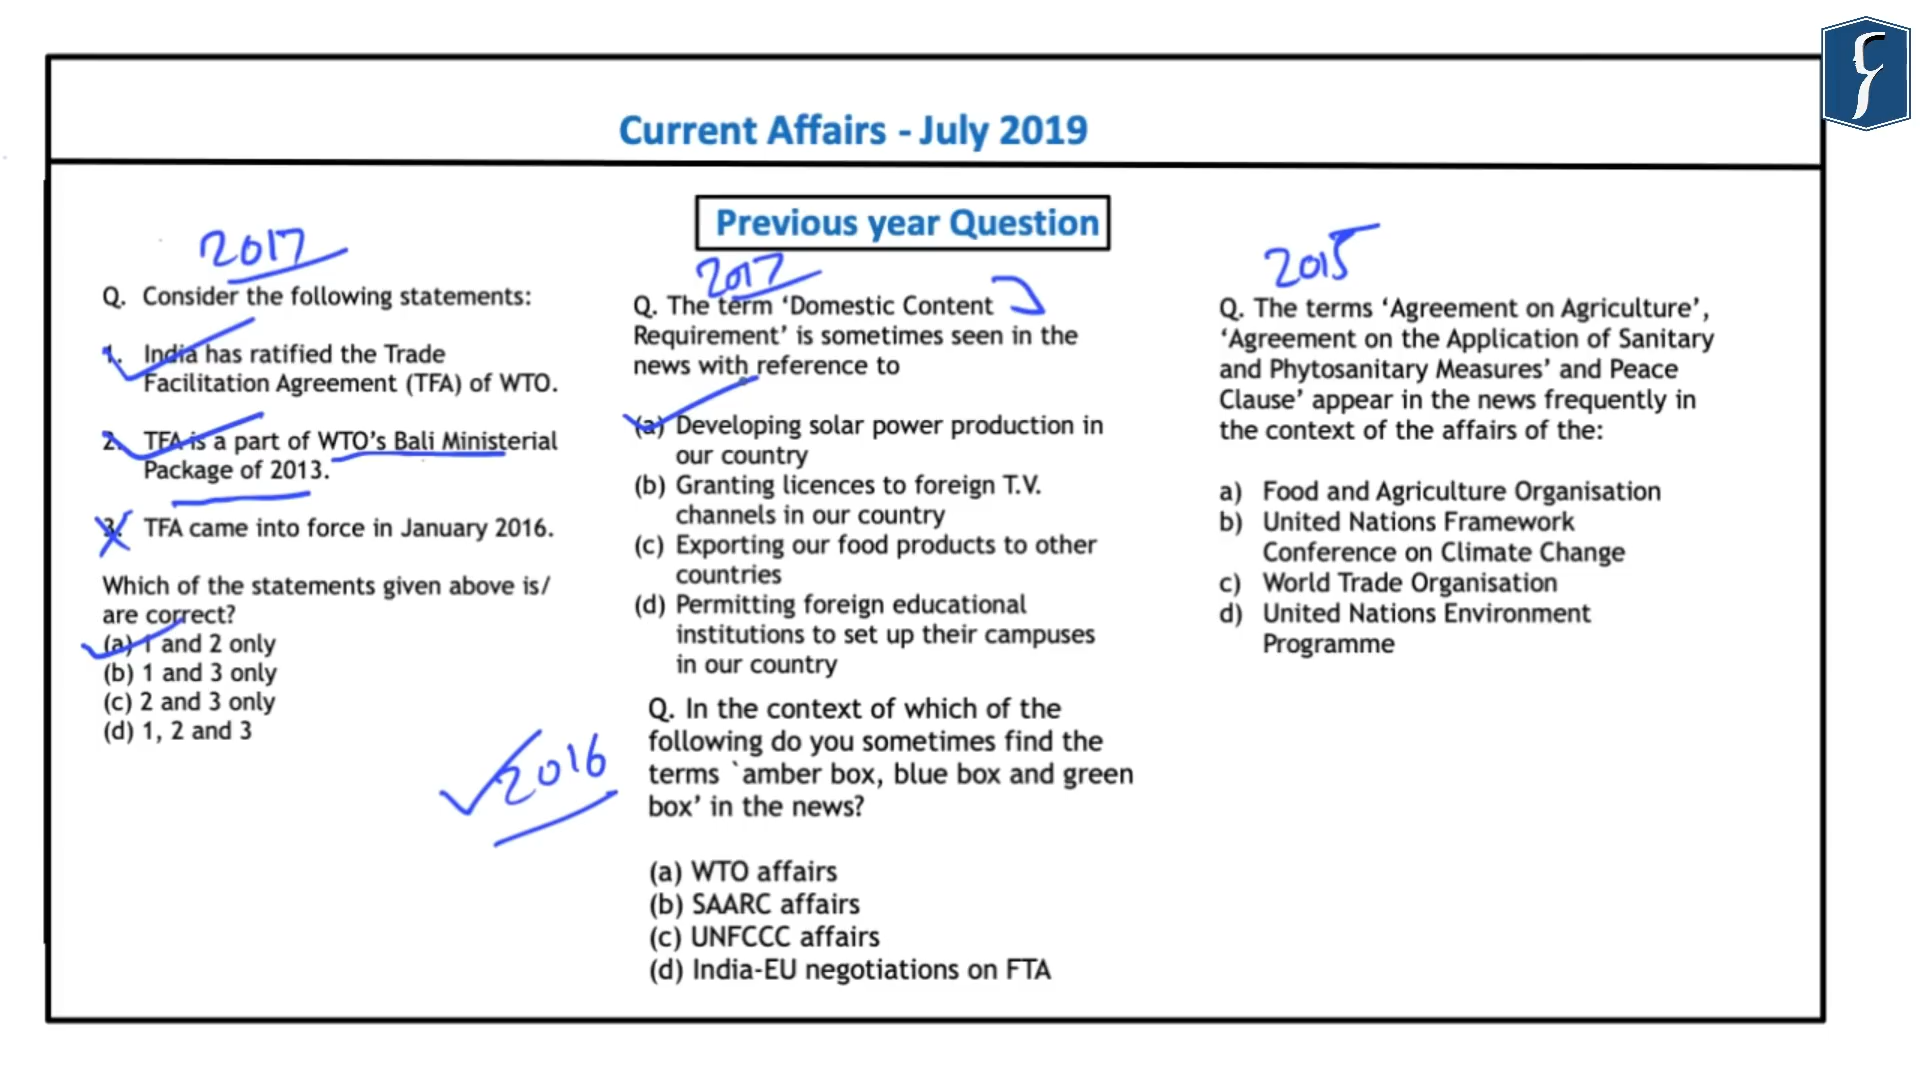 Current Affairs - July 2019
Previous year Question
2017
Q. Consider the following statements:
1. India has ratified the Trade
Facilitation Agreement (TFA) of WTO.
2. TFA is a part of WTO's Bali Ministerial
Package of 2013.
3. TFA came into force in January 2016.
Which of the statements given above is/
are correct?
(a) 1 and 2 only
(b) 1 and 3 only
(c) 2 and 3 only
(d) 1, 2 and 3
2017
Q. The term ‘Domestic Content
Requirement’ is sometimes seen in the
news with reference to
(a) Developing solar power production in
our country
(b) Granting licences to foreign T.V.
channels in our country
(c) Exporting our food products to other
countries
(d) Permitting foreign educational
institutions to set up their campuses
in our country
2016
Q. In the context of which of the
following do you sometimes find the
terms `amber box, blue box and green
box’ in the news?
(a) WTO affairs
(b) SAARC affairs
(c) UNFCCC affairs
(d) India-EU negotiations on FTA
2015
Q. The terms ‘Agreement on Agriculture’,
‘Agreement on the Application of Sanitary
and Phytosanitary Measures’ and Peace
Clause’ appear in the news frequently in
the context of the affairs of the:
a) Food and Agriculture Organisation
b) United Nations Framework
Conference on Climate Change
c) World Trade Organisation
d) United Nations Environment
Programme